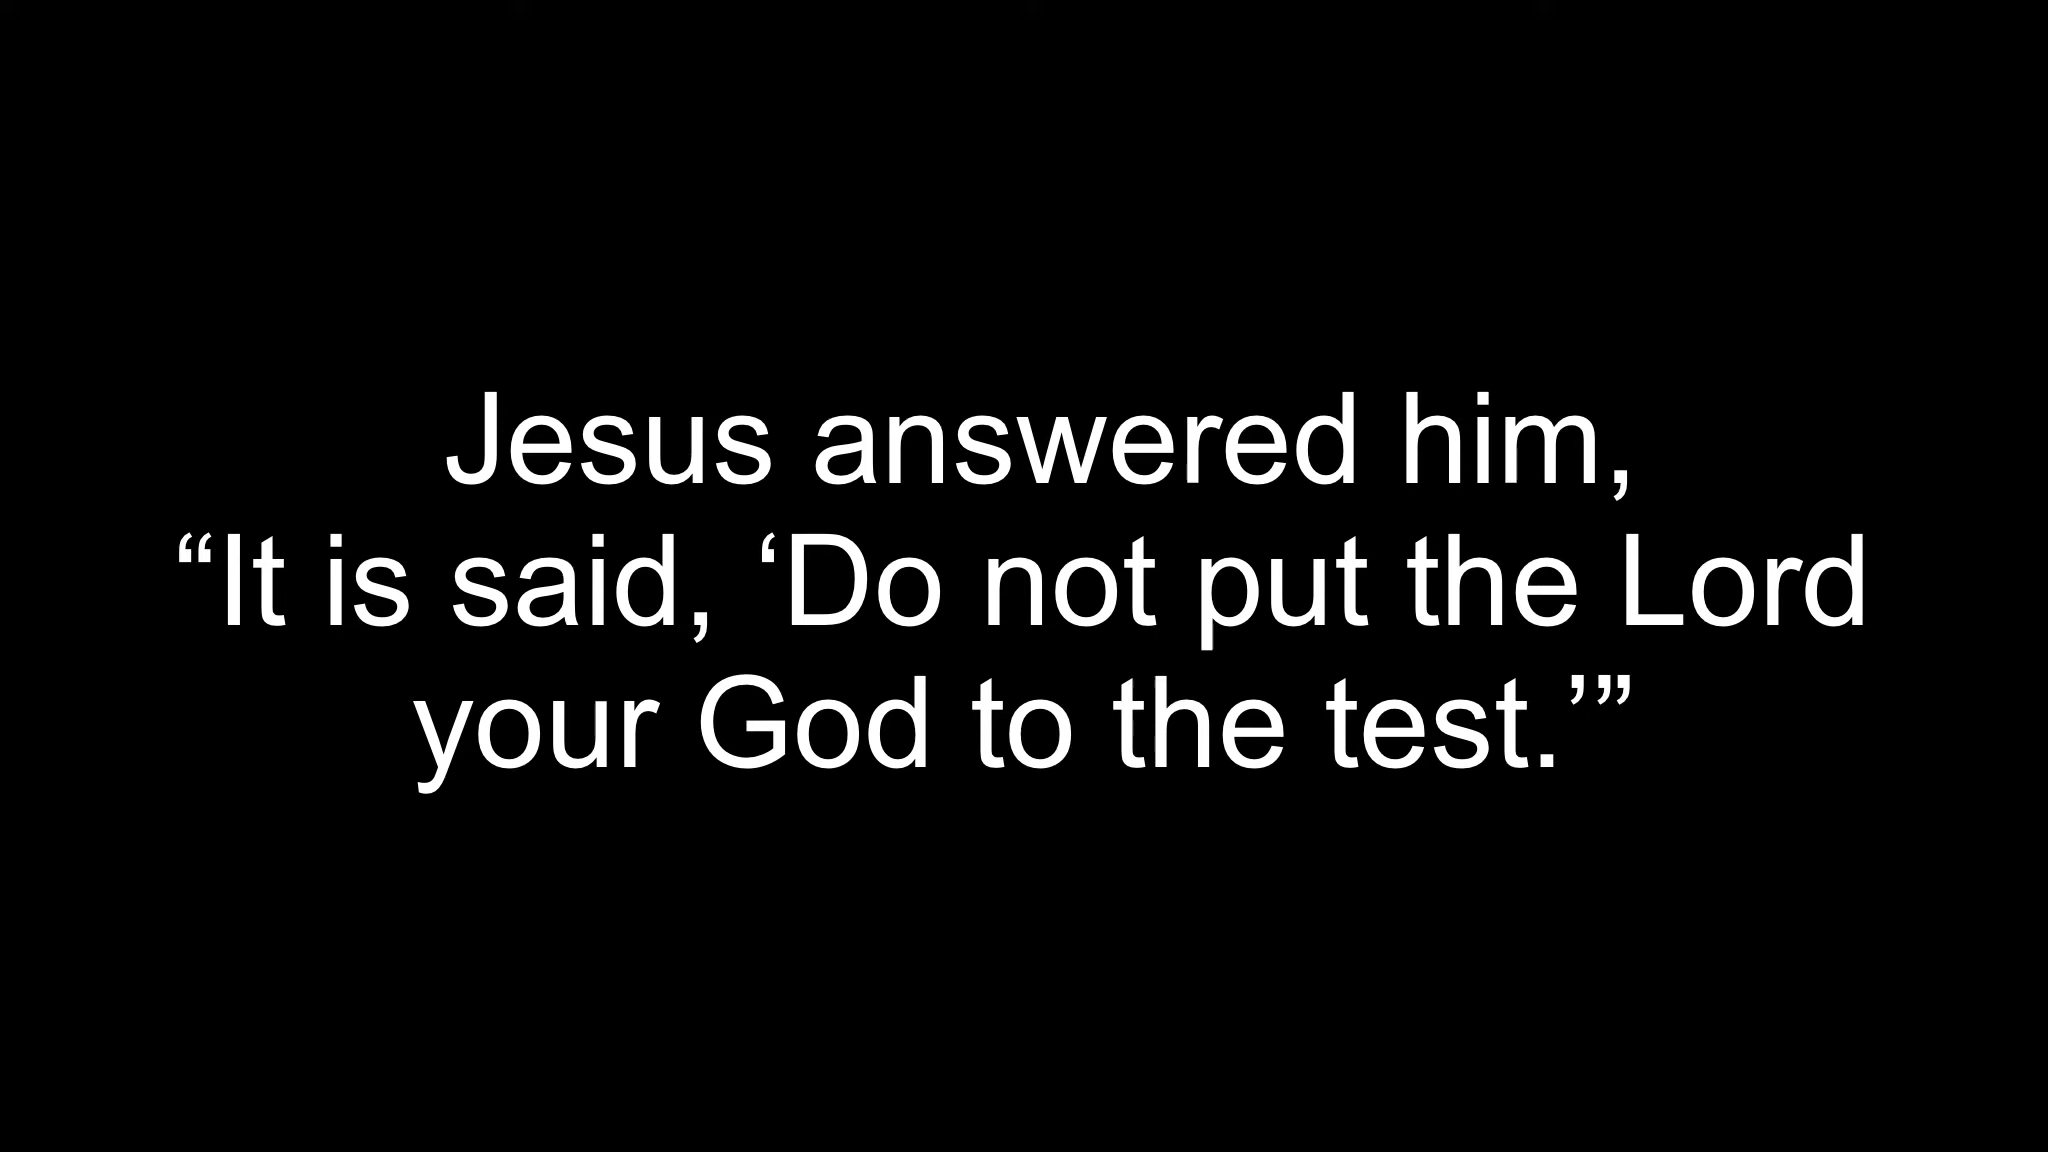 Jesus answered him,
“It is said, ‘Do not put the Lord
your God to the test.’”